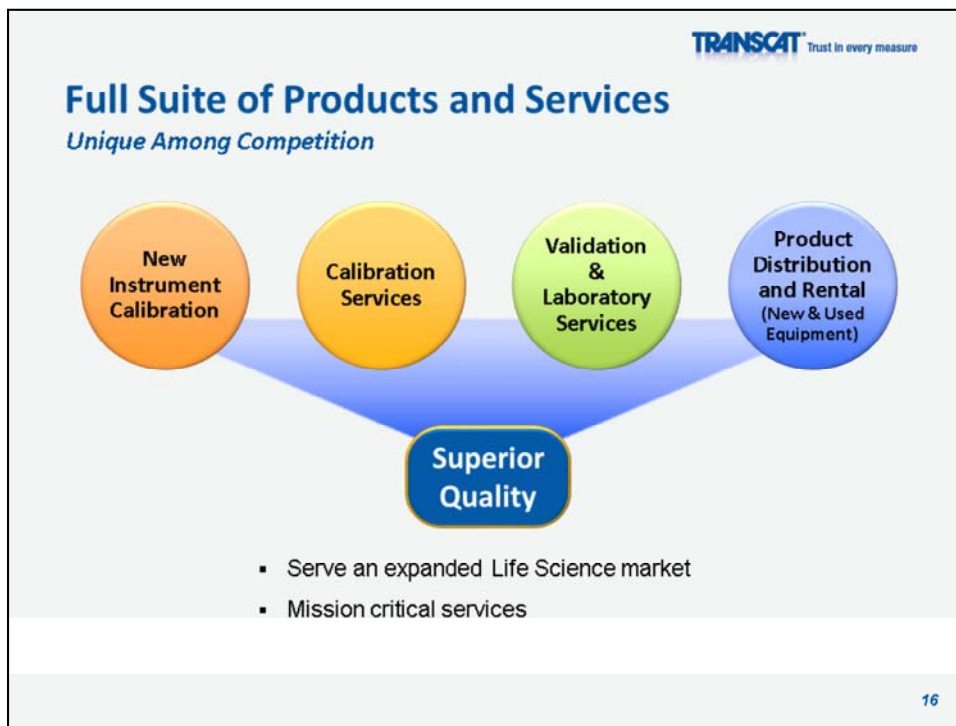 TRANSCAT® Trust in every measure
Full Suite of Products and Services
Unique Among Competition
New
Instrument
Calibration
Calibration
Services
Validation
&
Laboratory
Services
Product
Distribution
and Rental
(New & Used
Equipment)
Superior
Quality
▪ Serve an expanded Life Science market
▪ Mission critical services
16